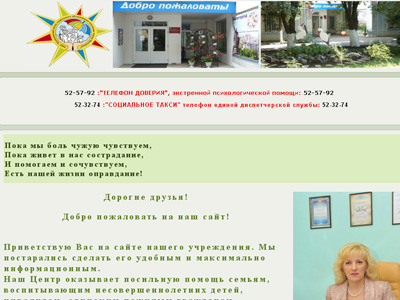 Добро пожаловать!
52-57-92 :"ТЕЛЕФОН ДОВЕРИЯ", экстренной психологической помощи: 52-57-92
52-32-74 :"СОЦИАЛЬНОЕ ТАКСИ" телефон единой диспетчерской службы: 52-32-74
Пока мы боль чужую чувствуем,
Пока живет в нас сострадание,
И помогаем и сочувствуем,
Есть нашей жизни оправдание!
Дорогие друзья!
Добро пожаловать на наш сайт!
Приветствую Вас на сайте нашего учреждения. Мы
постарались сделать его удобным и максимально
информационным.
Наш Центр оказывает посильную помощь семьям,
воспитывающим несовершеннолетних детей,